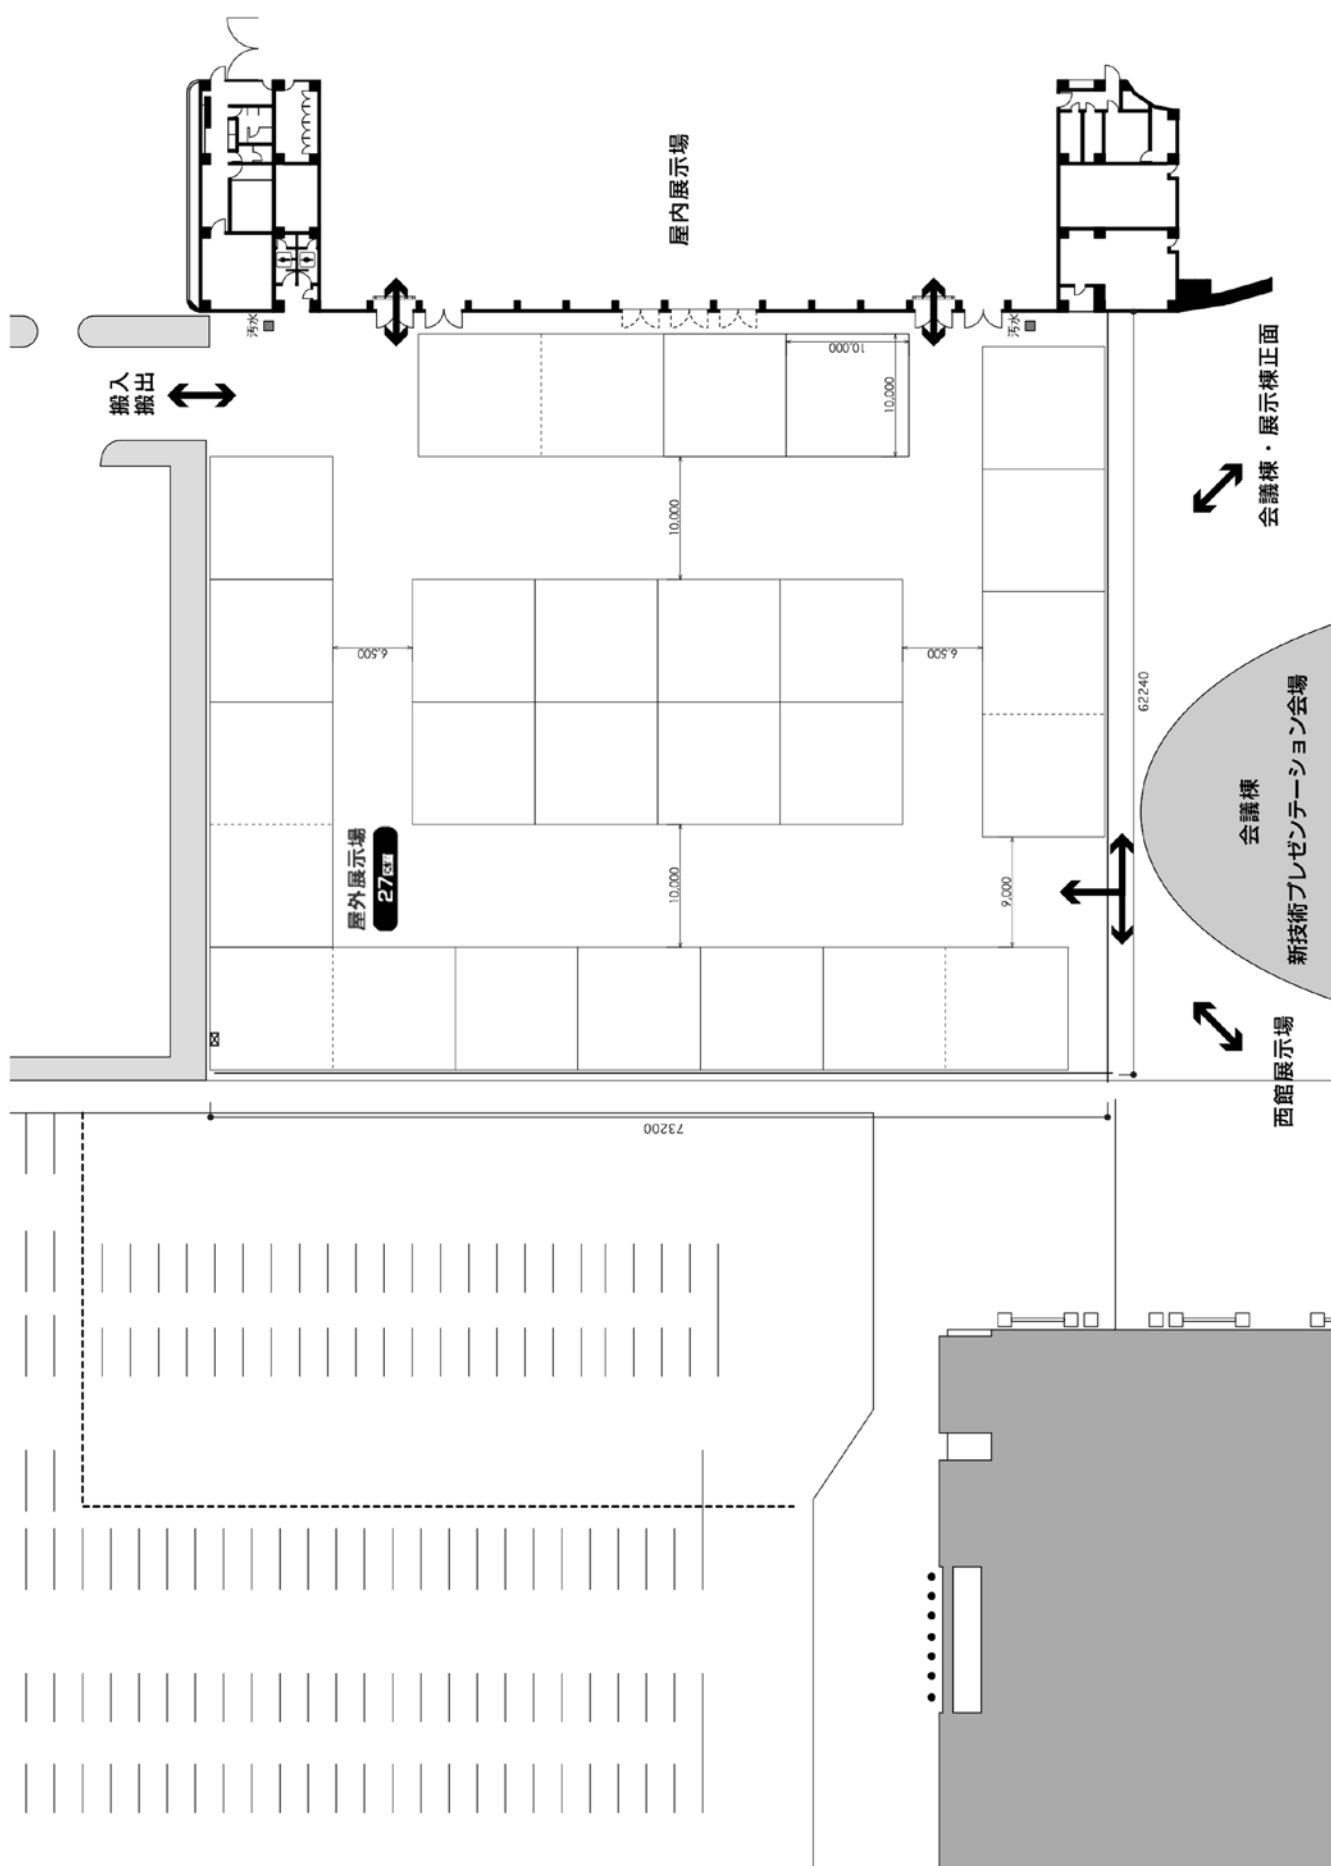 屋内展示場
汚水
汚水
搬入
搬出
10,000
10,000
会議棟・展示棟正面
10,000
6,500
6,500
62240
屋外展示場
27区画
会議棟
新技術プレゼンテーション会場
10,000
9,000
西館展示場
73200